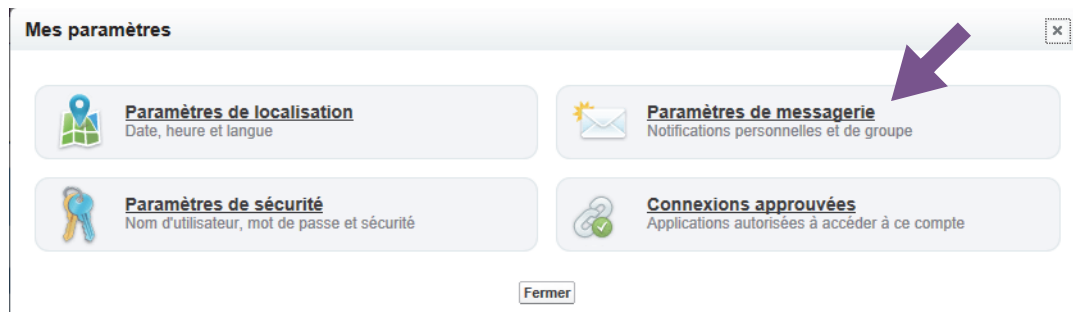 Mes paramètres
Paramètres de localisation
Date, heure et langue
Paramètres de messagerie
Notifications personnelles et de groupe
Paramètres de sécurité
Nom d'utilisateur, mot de passe et sécurité
Connexions approuvées
Applications autorisées à accéder à ce compte
Fermer